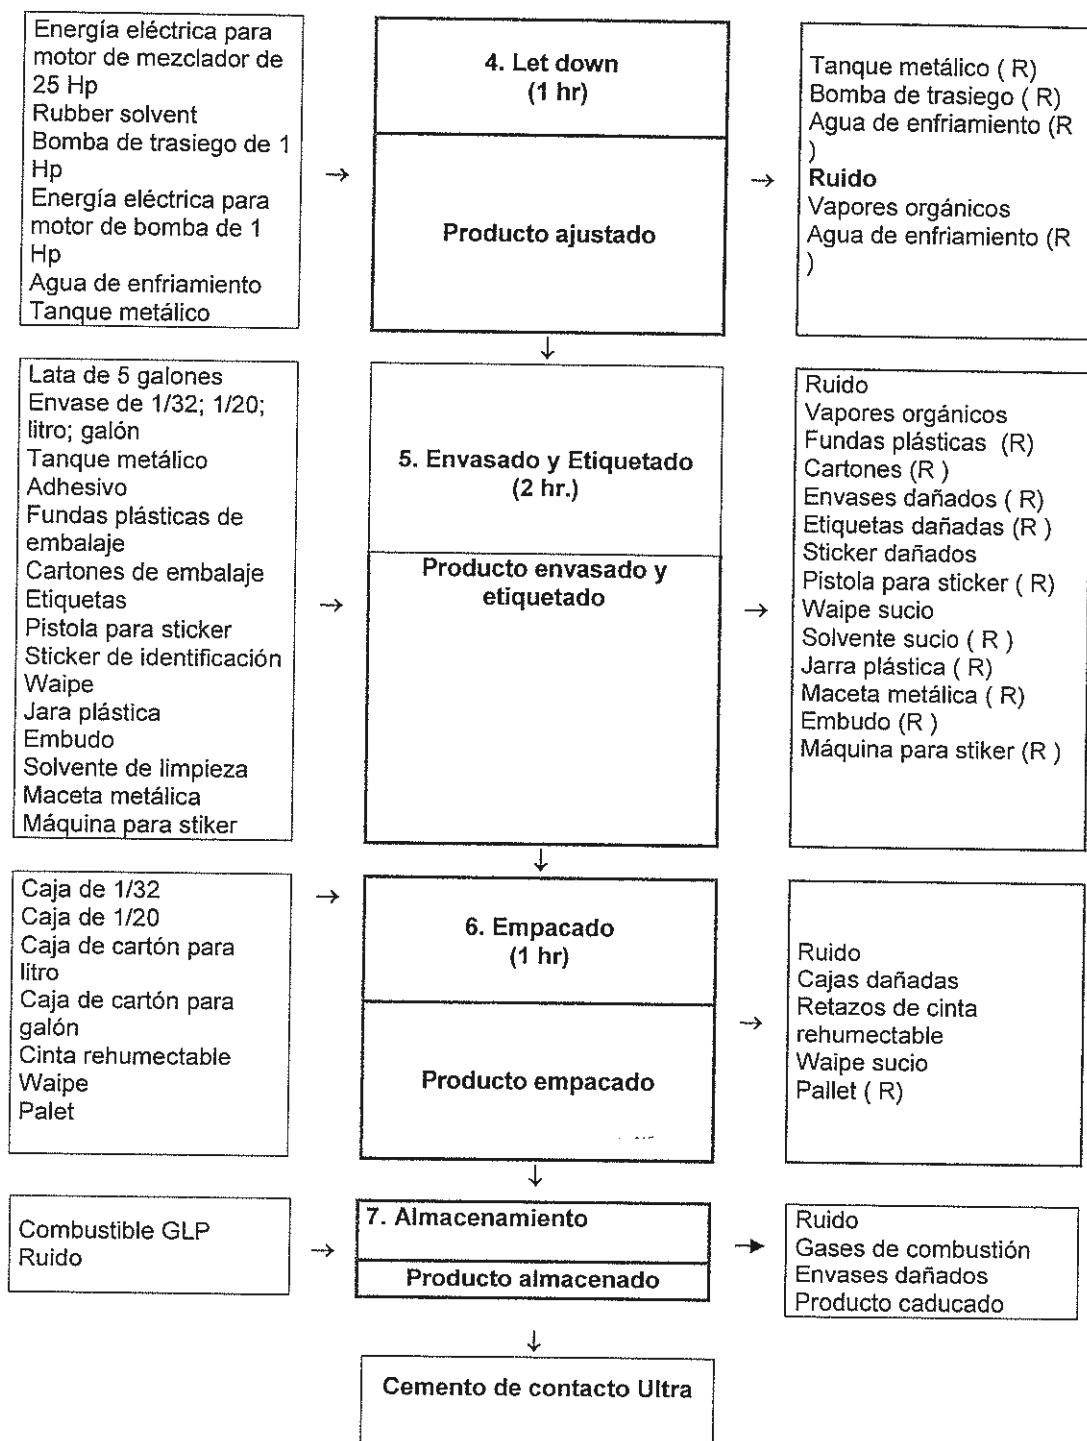 Energía eléctrica para
motor de mezclador de
25 Hp
Rubber solvent
Bomba de trasiego de 1
Hp
Energía eléctrica para
motor de bomba de 1
Hp
Agua de enfriamiento
Tanque metálico
→
4. Let down
(1 hr)
Producto ajustado
→
Tanque metálico ( R)
Bomba de trasiego ( R)
Agua de enfriamiento (R
)
Ruido
Vapores orgánicos
Agua de enfriamiento (R
)
↓
Lata de 5 galones
Envase de 1/32; 1/20;
litro; galón
Tanque metálico
Adhesivo
Fundas plásticas de
embalaje
Cartones de embalaje
Etiquetas
Pistola para sticker
Sticker de identificación
Waipe
Jara plástica
Embudo
Solvente de limpieza
Maceta metálica
Máquina para stiker
→
5. Envasado y Etiquetado
(2 hr.)
Producto envasado y
etiquetado
→
Ruido
Vapores orgánicos
Fundas plásticas (R)
Cartones (R )
Envases dañados ( R)
Etiquetas dañadas (R )
Sticker dañados
Pistola para sticker ( R)
Waipe sucio
Solvente sucio ( R )
Jarra plástica ( R)
Maceta metálica ( R)
Embudo (R )
Máquina para stiker (R )
↓
Caja de 1/32
Caja de 1/20
Caja de cartón para
litro
Caja de cartón para
galón
Cinta rehumectable
Waipe
Palet
→
6. Empacado
(1 hr)
Producto empacado
→
Ruido
Cajas dañadas
Retazos de cinta
rehumectable
Waipe sucio
Pallet ( R)
↓
Combustible GLP
Ruido
→
7. Almacenamiento
Producto almacenado
→
Ruido
Gases de combustión
Envases dañados
Producto caducado
↓
Cemento de contacto Ultra